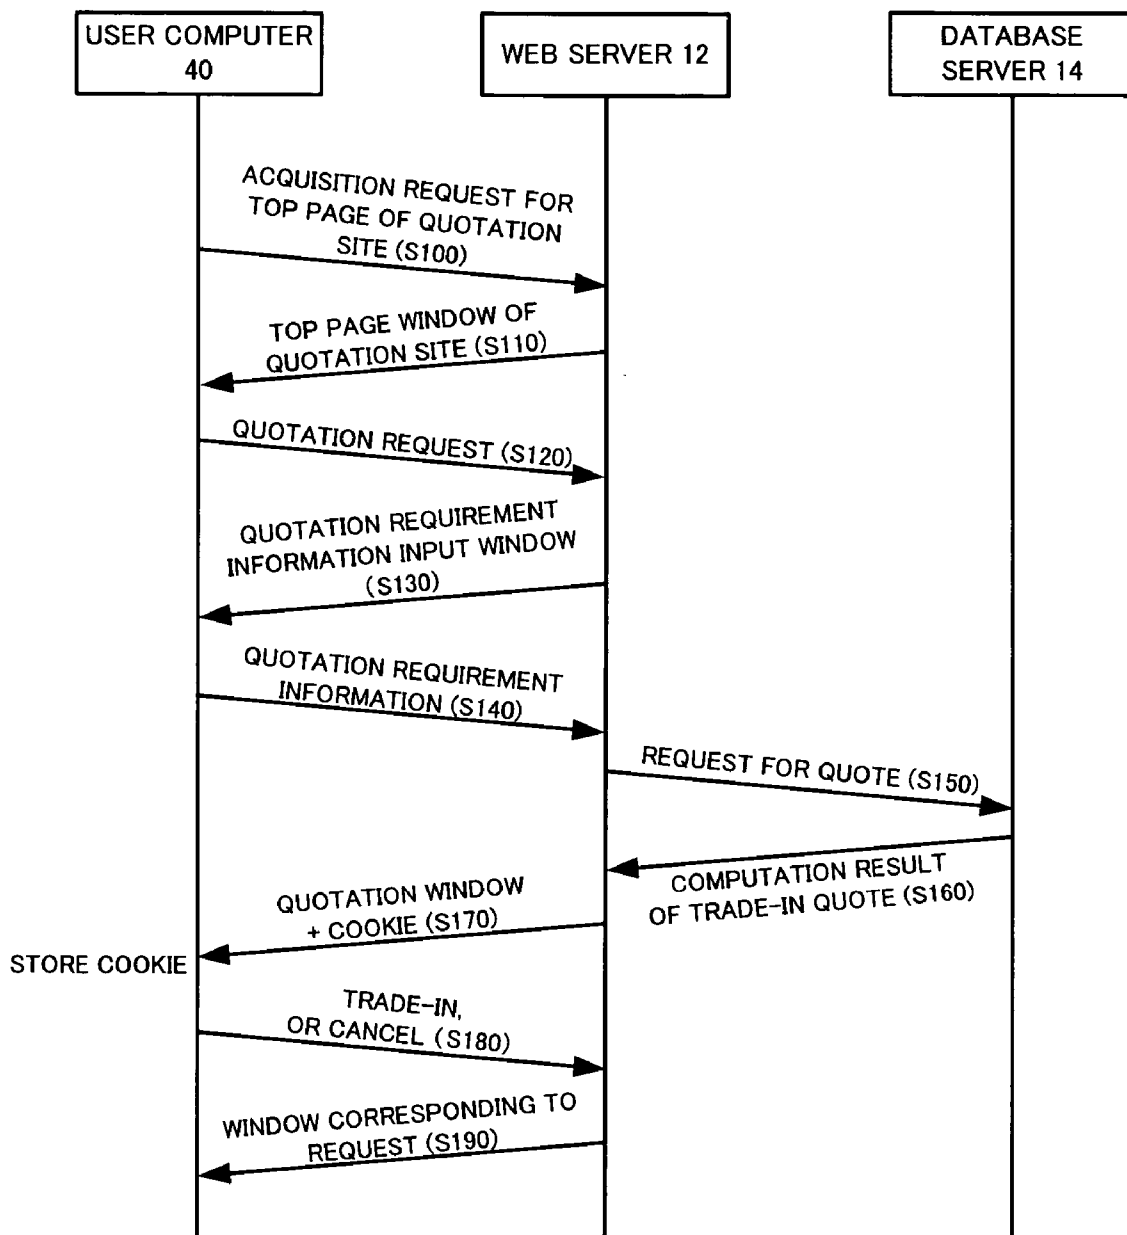 USER COMPUTER
40
WEB SERVER 12
DATABASE
SERVER 14
ACQUISITION REQUEST FOR
TOP PAGE OF QUOTATION
SITE (S100)
TOP PAGE WINDOW OF
QUOTATION SITE (S110)
QUOTATION REQUEST (S120)
QUOTATION REQUIREMENT
INFORMATION INPUT WINDOW
(S130)
QUOTATION REQUIREMENT
INFORMATION (S140)
REQUEST FOR QUOTE (S150)
COMPUTATION RESULT
OF TRADE-IN QUOTE (S160)
QUOTATION WINDOW
+ COOKIE (S170)
STORE COOKIE
TRADE-IN,
OR CANCEL (S180)
WINDOW CORRESPONDING TO
REQUEST (S190)